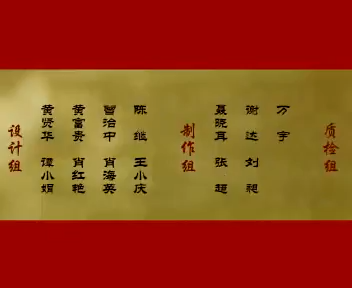 设计组
黄贤华 谭小娟
黄富贵 肖红艳
曾治中 肖海英
陈 继 王小庆
制作组
聂晓耳 张 超
谢 达 刘 昶
万 宇
质检组